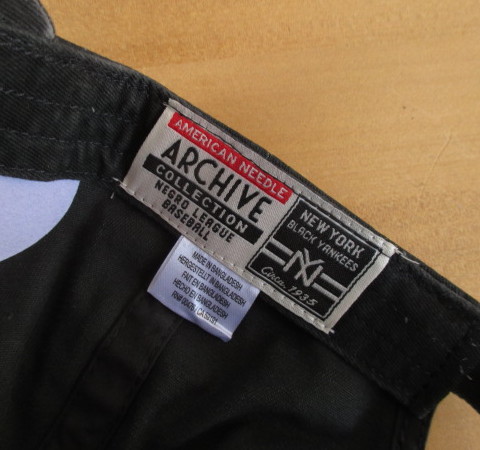 AMERICAN NEEDLE
ARCHIVE
COLLECTION
NEGRO LEAGUE
BASEBALL
NEW YORK
BLACK YANKEES
NY
Circa 1935
MADE IN BANGLADESH
HERGESTELLT IN BANGLADESH
FAIT EN BANGLADESH
HECHO EN BANGLADESH